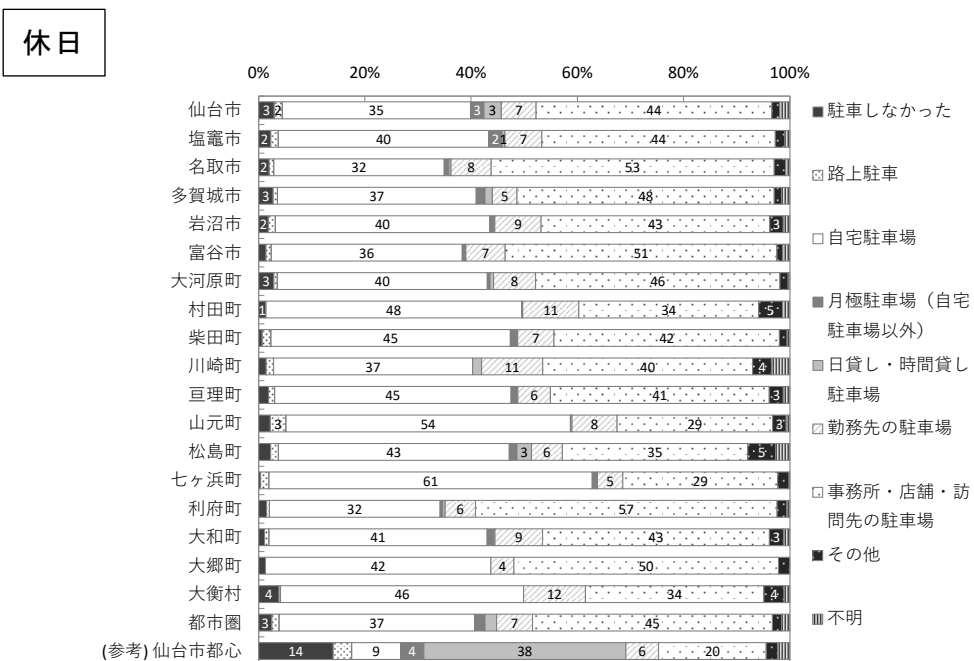 休日
0% 20% 40% 60% 80% 100%
仙台市 3 2 35 3 3 7 44
塩竈市 2 40 2 1 7 44
名取市 2 32 8 53
多賀城市 3 37 5 48
岩沼市 2 40 9 43 3
富谷市 36 7 51
大河原町 3 40 8 46
村田町 1 48 11 34 5
柴田町 45 7 42
川崎町 37 11 40 4
亘理町 45 6 41 3
山元町 3 54 8 29 3
松島町 43 3 6 35 5
七ヶ浜町 61 5 29
利府町 32 6 57
大和町 41 9 43 3
大郷町 42 4 50
大衡村 4 46 12 34 4
都市圏 3 37 7 45
(参考) 仙台市都心 14 9 4 38 6 20
駐車しなかった
路上駐車
自宅駐車場
月極駐車場（自宅
駐車場以外）
日貸し・時間貸し
駐車場
勤務先の駐車場
事務所・店舗・訪
問先の駐車場
その他
不明